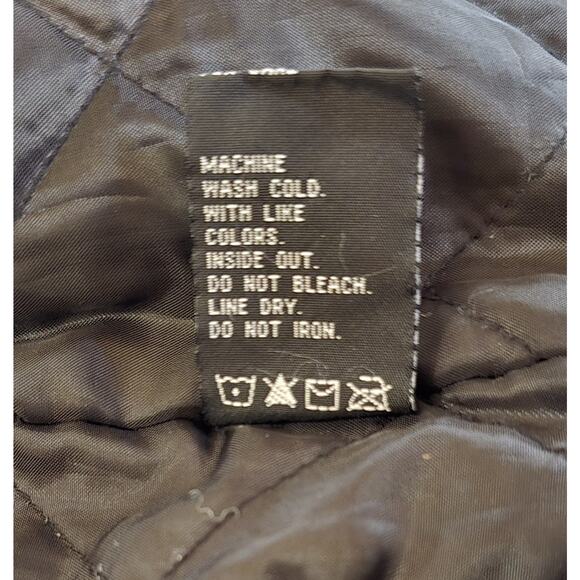 MACHINE
WASH COLD.
WITH LIKE
COLORS.
INSIDE OUT.
DO NOT BLEACH.
LINE DRY.
DO NOT IRON.